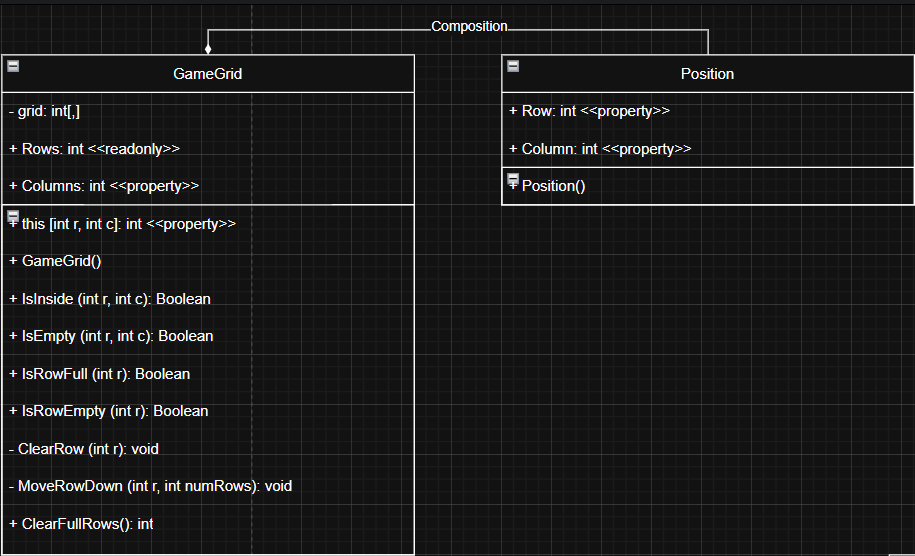 Composition
GameGrid
- grid: int[,]
+ Rows: int <<readonly>>
+ Columns: int <<property>>
+ this [int r, int c]: int <<property>>
+ GameGrid()
+ IsInside (int r, int c): Boolean
+ IsEmpty (int r, int c): Boolean
+ IsRowFull (int r): Boolean
+ IsRowEmpty (int r): Boolean
- ClearRow (int r): void
- MoveRowDown (int r, int numRows): void
+ ClearFullRows(): int
Position
+ Row: int <<property>>
+ Column: int <<property>>
+ Position()